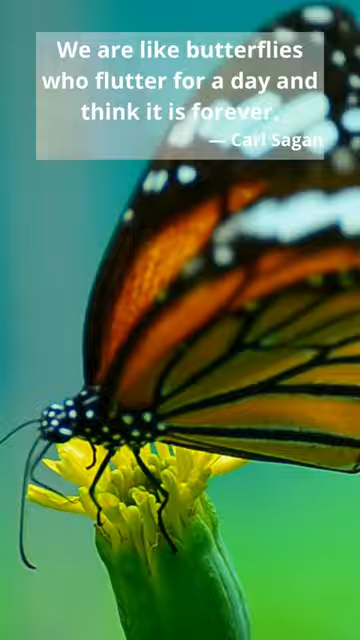 We are like butterflies
who flutter for a day and
think it is forever.
— Carl Sagan